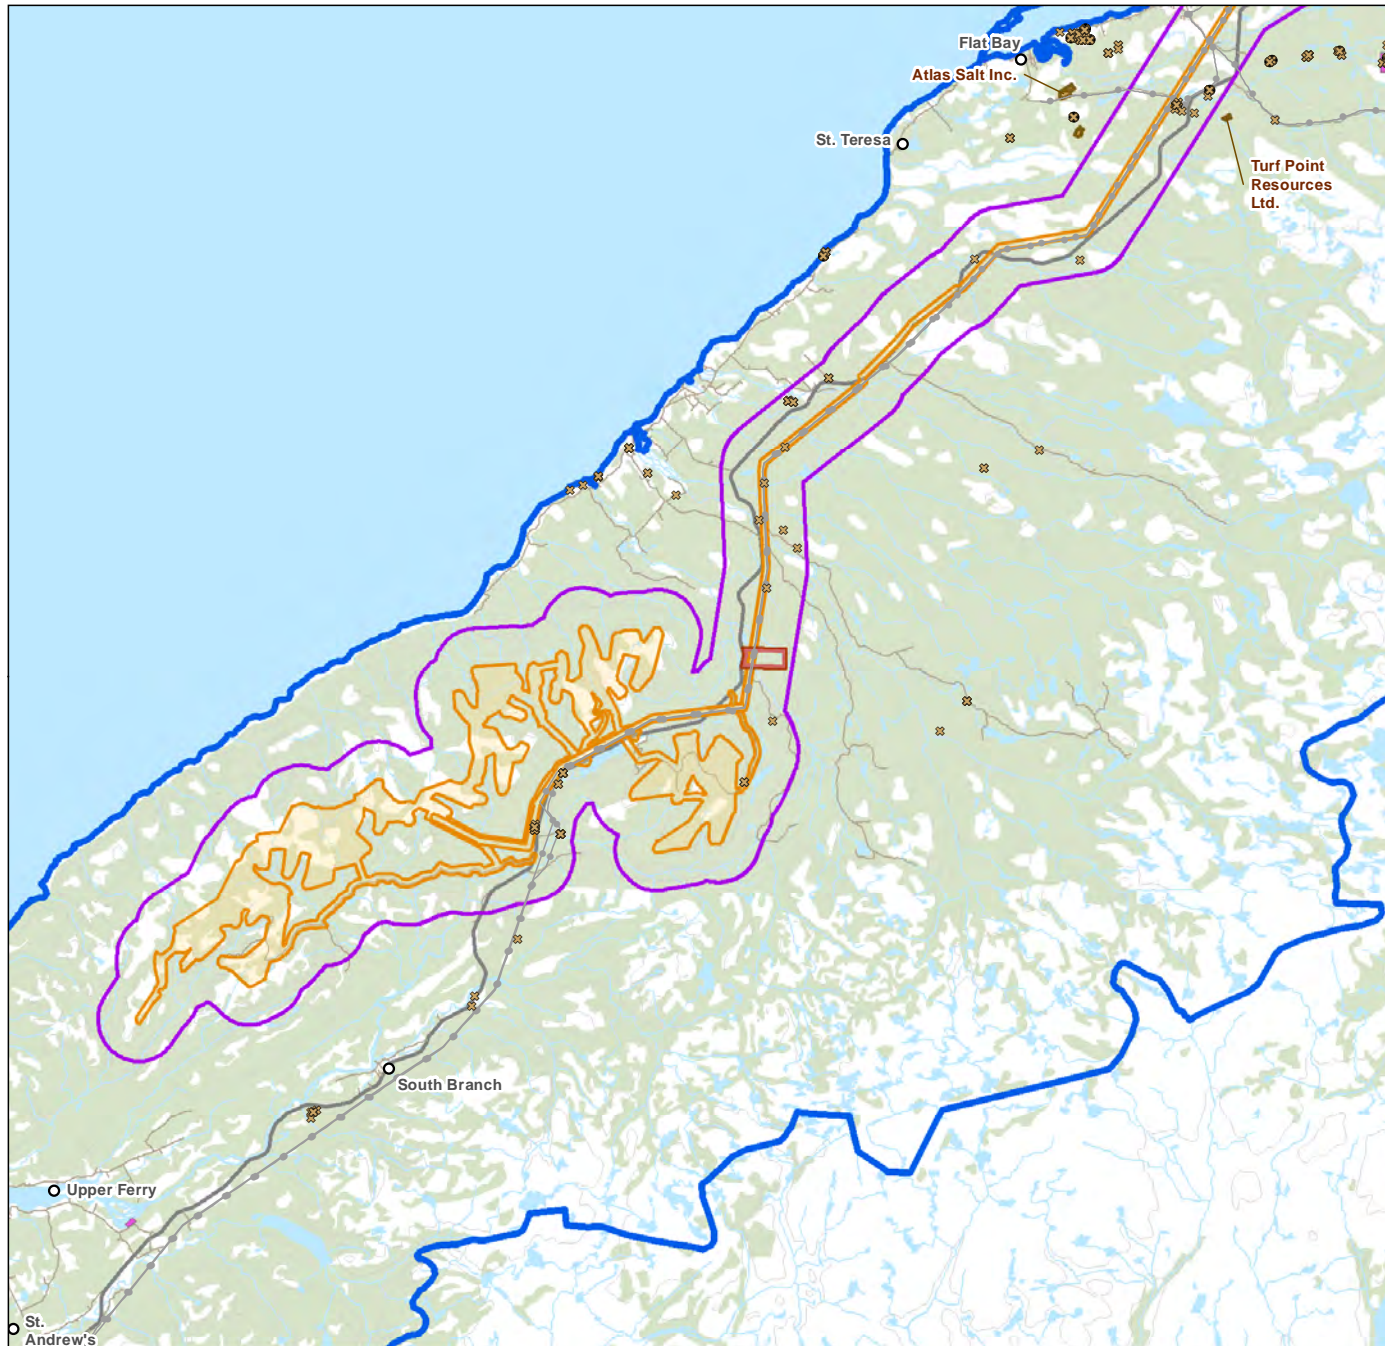 Flat Bay
Atlas Salt Inc.
St. Teresa
Turf Point
Resources
Ltd.
South Branch
Upper Ferry
St.
Andrew's